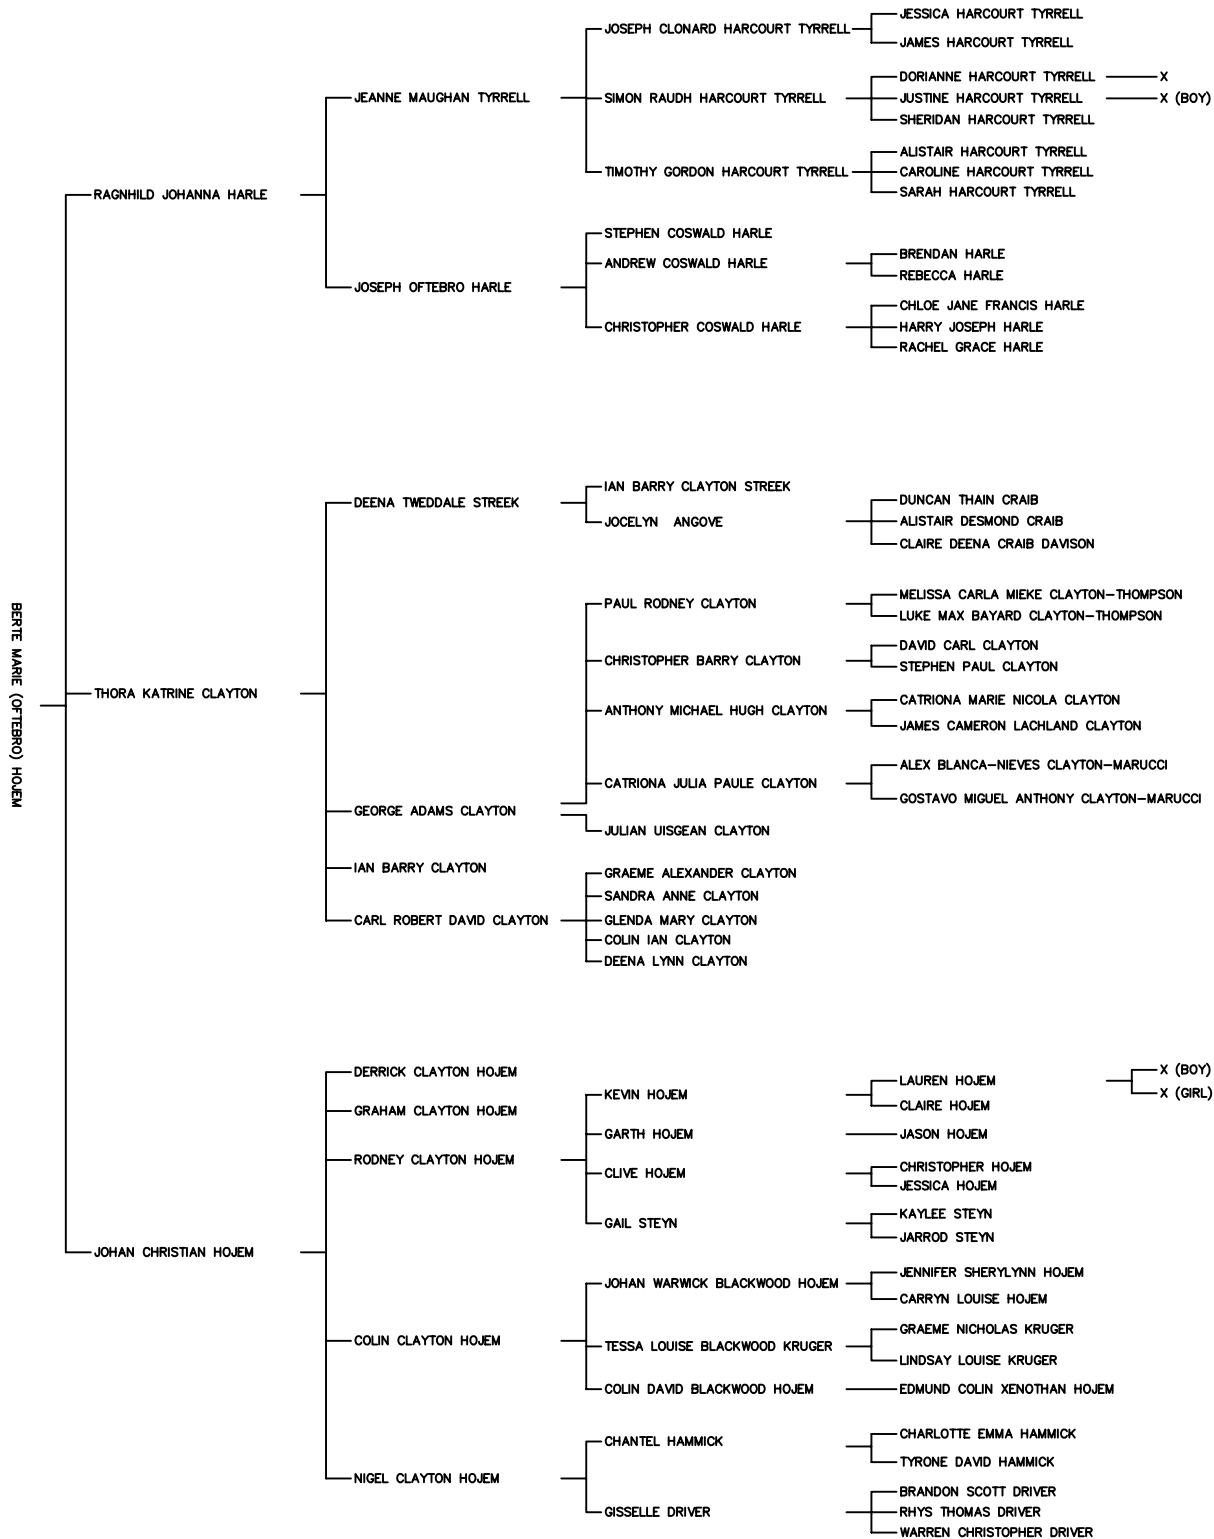 BERTE MARIE (OFTEBRO) HOJEM
RAGNHILD JOHANNA HARLE
JEANNE MAUGHAN TYRRELL
JOSEPH CLONARD HARCOURT TYRRELL
JESSICA HARCOURT TYRRELL
JAMES HARCOURT TYRRELL
SIMON RAUDH HARCOURT TYRRELL
DORIANNE HARCOURT TYRRELL
X
JUSTINE HARCOURT TYRRELL
X (BOY)
SHERIDAN HARCOURT TYRRELL
TIMOTHY GORDON HARCOURT TYRRELL
ALISTAIR HARCOURT TYRRELL
CAROLINE HARCOURT TYRRELL
SARAH HARCOURT TYRRELL
JOSEPH OFTEBRO HARLE
STEPHEN COSWALD HARLE
ANDREW COSWALD HARLE
BRENDAN HARLE
REBECCA HARLE
CHRISTOPHER COSWALD HARLE
CHLOE JANE FRANCIS HARLE
HARRY JOSEPH HARLE
RACHEL GRACE HARLE
THORA KATRINE CLAYTON
DEENA TWEDDALE STREEK
IAN BARRY CLAYTON STREEK
JOCELYN ANGOVE
DUNCAN THAIN CRAIB
ALISTAIR DESMOND CRAIB
CLAIRE DEENA CRAIB DAVISON
GEORGE ADAMS CLAYTON
PAUL RODNEY CLAYTON
MELISSA CARLA MIEKE CLAYTON-THOMPSON
LUKE MAX BAYARD CLAYTON-THOMPSON
CHRISTOPHER BARRY CLAYTON
DAVID CARL CLAYTON
STEPHEN PAUL CLAYTON
ANTHONY MICHAEL HUGH CLAYTON
CATRIONA MARIE NICOLA CLAYTON
JAMES CAMERON LACHLAND CLAYTON
CATRIONA JULIA PAULE CLAYTON
ALEX BLANCA-NIEVES CLAYTON-MARUCCI
GOSTAVO MIGUEL ANTHONY CLAYTON-MARUCCI
JULIAN UISGEAN CLAYTON
IAN BARRY CLAYTON
CARL ROBERT DAVID CLAYTON
GRAEME ALEXANDER CLAYTON
SANDRA ANNE CLAYTON
GLENDA MARY CLAYTON
COLIN IAN CLAYTON
DEENA LYNN CLAYTON
JOHAN CHRISTIAN HOJEM
DERRICK CLAYTON HOJEM
GRAHAM CLAYTON HOJEM
RODNEY CLAYTON HOJEM
KEVIN HOJEM
LAUREN HOJEM
X (BOY)
X (GIRL)
CLAIRE HOJEM
GARTH HOJEM
JASON HOJEM
CLIVE HOJEM
CHRISTOPHER HOJEM
JESSICA HOJEM
GAIL STEYN
KAYLEE STEYN
JARROD STEYN
COLIN CLAYTON HOJEM
JOHAN WARWICK BLACKWOOD HOJEM
JENNIFER SHERYLYNN HOJEM
CARRYN LOUISE HOJEM
TESSA LOUISE BLACKWOOD KRUGER
GRAEME NICHOLAS KRUGER
LINDSAY LOUISE KRUGER
COLIN DAVID BLACKWOOD HOJEM
EDMUND COLIN XENOTHAN HOJEM
NIGEL CLAYTON HOJEM
CHANTEL HAMMICK
CHARLOTTE EMMA HAMMICK
TYRONE DAVID HAMMICK
GISSELLE DRIVER
BRANDON SCOTT DRIVER
RHYS THOMAS DRIVER
WARREN CHRISTOPHER DRIVER